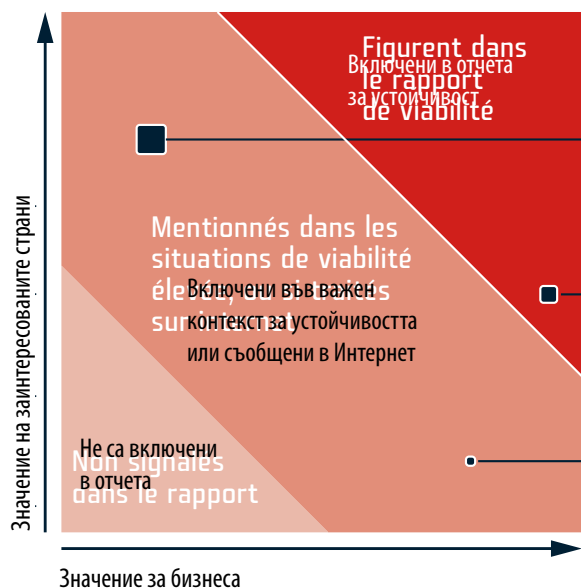 Figurent dans
le rapport
de viabilité
Включени в отчета
за устойчивост
Mentionnés dans les
situations de viabilité
sur internet
Включени във важен
контекст за устойчивостта
или съобщени в Интернет
Non signalés
dans le rapport
Не са включени
в отчета
Значение на заинтересованите страни
Значение за бизнеса